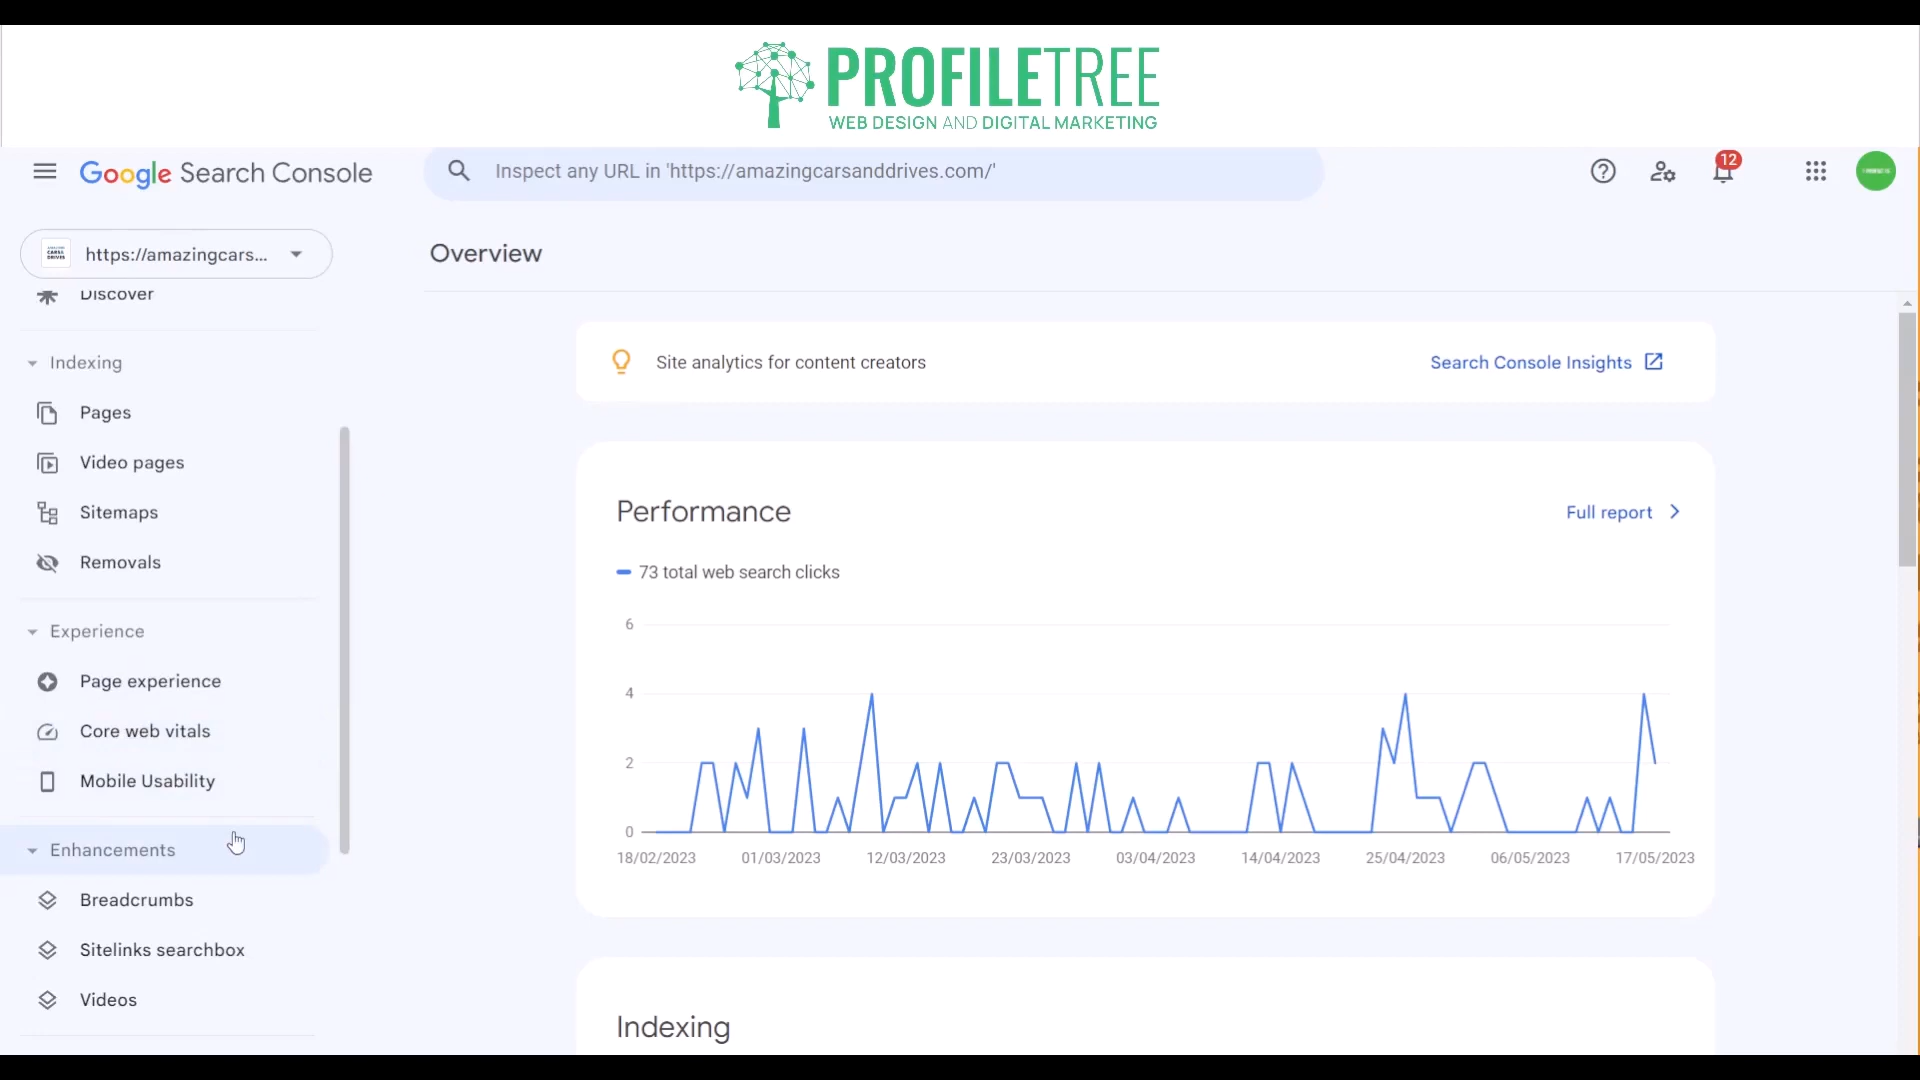 PROFILETREE
WEB DESIGN AND DIGITAL MARKETING
Google Search Console
Inspect any URL in 'https://amazingcarsanddrives.com/'
12
https://amazingcars...
Overview
Discover
Indexing
Pages
Video pages
Sitemaps
Removals
Experience
Page experience
Core web vitals
Mobile Usability
Enhancements
Breadcrumbs
Sitelinks searchbox
Videos
Site analytics for content creators
Search Console Insights
Performance
Full report
73 total web search clicks
6
4
2
0
18/02/2023 01/03/2023 12/03/2023 23/03/2023 03/04/2023 14/04/2023 25/04/2023 06/05/2023 17/05/2023
Indexing